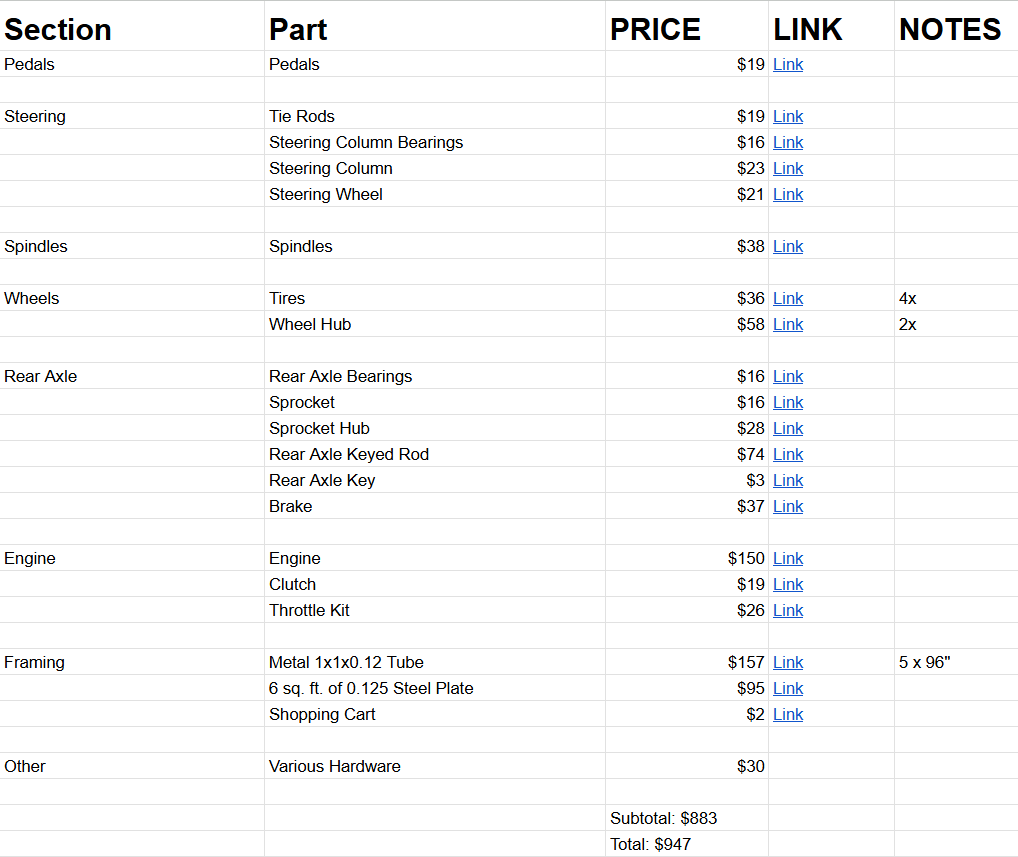 Section Part PRICE LINK NOTES
Pedals Pedals $19 Link
Steering Tie Rods $19 Link
Steering Column Bearings $16 Link
Steering Column $23 Link
Steering Wheel $21 Link
Spindles Spindles $38 Link
Wheels Tires $36 Link 4x
Wheel Hub $58 Link 2x
Rear Axle Rear Axle Bearings $16 Link
Sprocket $16 Link
Sprocket Hub $28 Link
Rear Axle Keyed Rod $74 Link
Rear Axle Key $3 Link
Brake $37 Link
Engine Engine $150 Link
Clutch $19 Link
Throttle Kit $26 Link
Framing Metal 1x1x0.12 Tube $157 Link 5 x 96"
6 sq. ft. of 0.125 Steel Plate $95 Link
Shopping Cart $2 Link
Other Various Hardware $30
Subtotal: $883
Total: $947